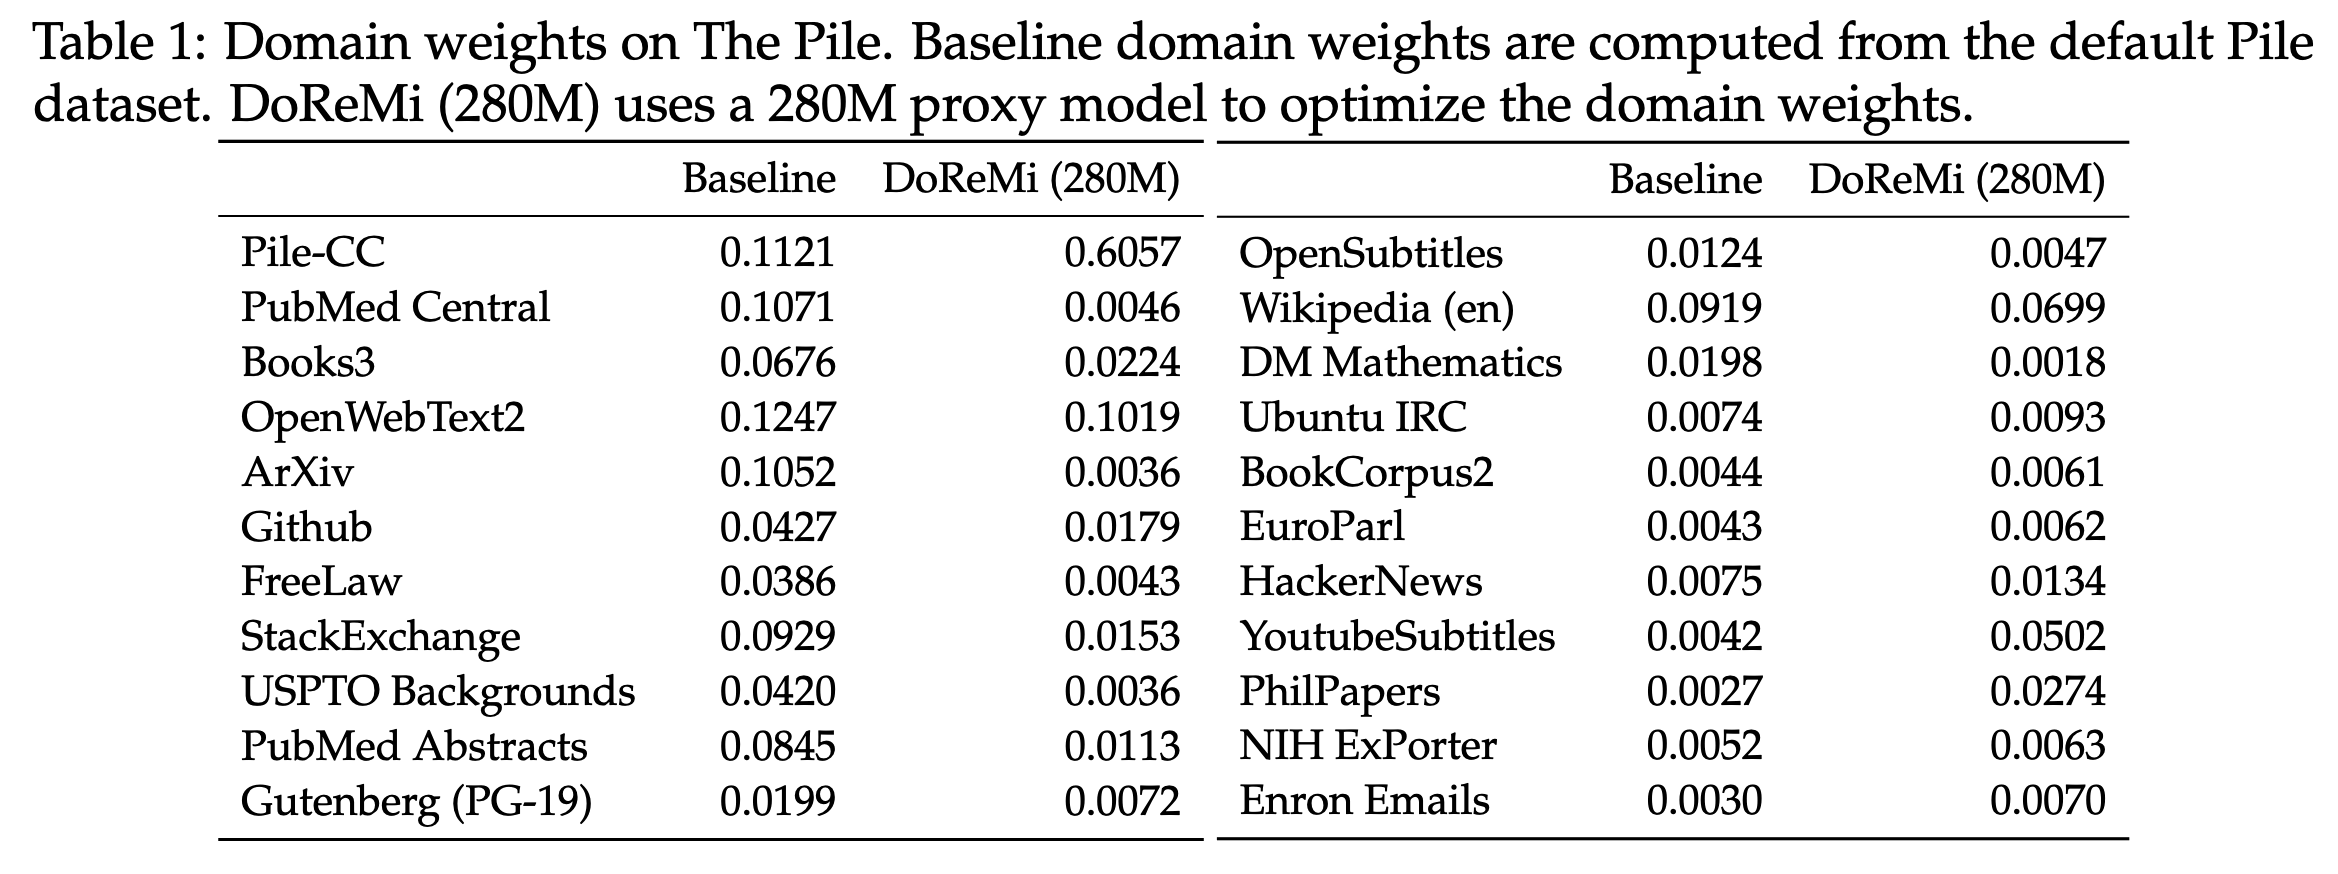 Table 1: Domain weights on The Pile. Baseline domain weights are computed from the default Pile
dataset. DoReMi (280M) uses a 280M proxy model to optimize the domain weights.
Baseline DoReMi (280M)
Pile-CC 0.1121 0.6057
PubMed Central 0.1071 0.0046
Books3 0.0676 0.0224
OpenWebText2 0.1247 0.1019
ArXiv 0.1052 0.0036
Github 0.0427 0.0179
FreeLaw 0.0386 0.0043
StackExchange 0.0929 0.0153
USPTO Backgrounds 0.0420 0.0036
PubMed Abstracts 0.0845 0.0113
Gutenberg (PG-19) 0.0199 0.0072
Baseline DoReMi (280M)
OpenSubtitles 0.0124 0.0047
Wikipedia (en) 0.0919 0.0699
DM Mathematics 0.0198 0.0018
Ubuntu IRC 0.0074 0.0093
BookCorpus2 0.0044 0.0061
EuroParl 0.0043 0.0062
HackerNews 0.0075 0.0134
YoutubeSubtitles 0.0042 0.0502
PhilPapers 0.0027 0.0274
NIH ExPorter 0.0052 0.0063
Enron Emails 0.0030 0.0070